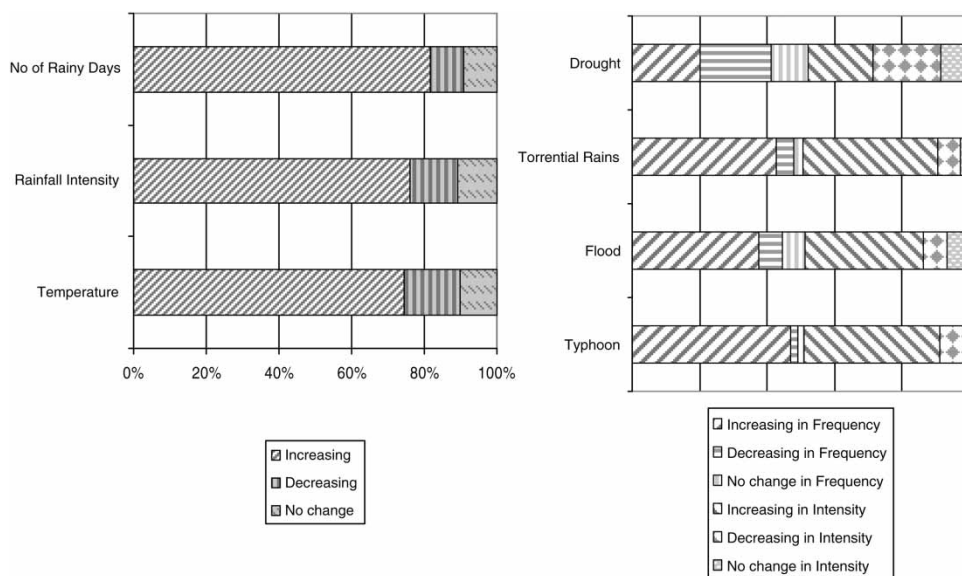 No of Rainy Days
Rainfall Intensity
Temperature
0% 20% 40% 60% 80% 100%
Increasing
Decreasing
No change
Drought
Torrential Rains
Flood
Typhoon
Increasing in Frequency
Decreasing in Frequency
No change in Frequency
Increasing in Intensity
Decreasing in Intensity
No change in Intensity